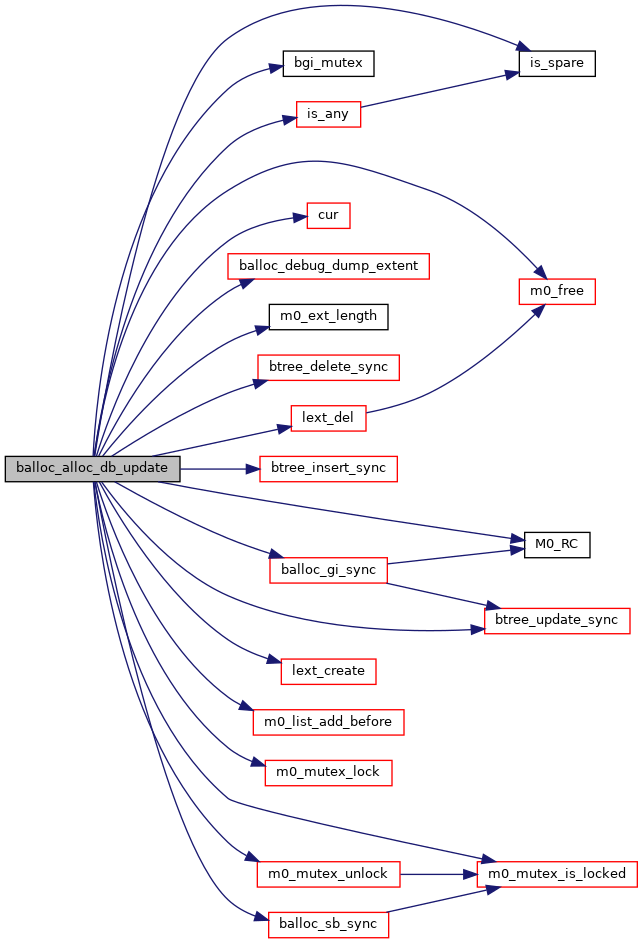 is_spare
bgi_mutex
is_any
cur
balloc_debug_dump_extent
m0_free
m0_ext_length
btree_delete_sync
lext_del
balloc_alloc_db_update
btree_insert_sync
M0_RC
balloc_gi_sync
btree_update_sync
lext_create
m0_list_add_before
m0_mutex_lock
m0_mutex_unlock
m0_mutex_is_locked
balloc_sb_sync